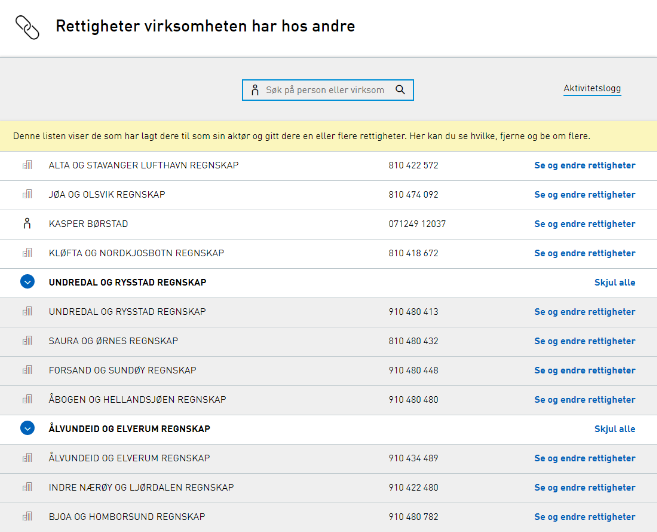 Rettigheter virksomheten har hos andre
Søk på person eller virksom
Aktivitetslogg
Denne listen viser de som har lagt dere til som sin aktør og gitt dere en eller flere rettigheter. Her kan du se hvilke, fjerne og be om flere.
ALTA OG STAVANGER LUFTHAVN REGNSKAP 810 422 572 Se og endre rettigheter
JØA OG OLSVIK REGNSKAP 810 474 092 Se og endre rettigheter
KASPER BØRSTAD 071249 12037 Se og endre rettigheter
KLØFTA OG NORDKJOSBOTN REGNSKAP 810 418 672 Se og endre rettigheter
UNDREDAL OG RYSSTAD REGNSKAP Skjul alle
UNDREDAL OG RYSSTAD REGNSKAP 910 480 413 Se og endre rettigheter
SAURA OG ØRNES REGNSKAP 810 480 432 Se og endre rettigheter
FORSAND OG SUNDØY REGNSKAP 910 480 448 Se og endre rettigheter
ÅBOGEN OG HELLANDSJØEN REGNSKAP 910 480 480 Se og endre rettigheter
ÅLVUNDEID OG ELVERUM REGNSKAP Skjul alle
ÅLVUNDEID OG ELVERUM REGNSKAP 910 434 489 Se og endre rettigheter
INDRE NÆRØY OG LJØRDALEN REGNSKAP 910 422 480 Se og endre rettigheter
BJOA OG HOMBORSUND REGNSKAP 910 480 782 Se og endre rettigheter